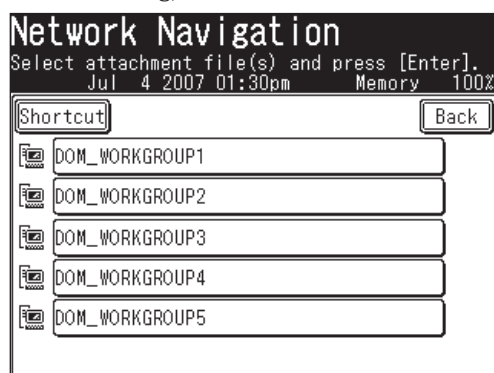 Network Navigation
Select attachment file(s) and press [Enter].
Jul 4 2007 01:30pm Memory 100%
Shortcut Back
DOM_WORKGROUP1
DOM_WORKGROUP2
DOM_WORKGROUP3
DOM_WORKGROUP4
DOM_WORKGROUP5